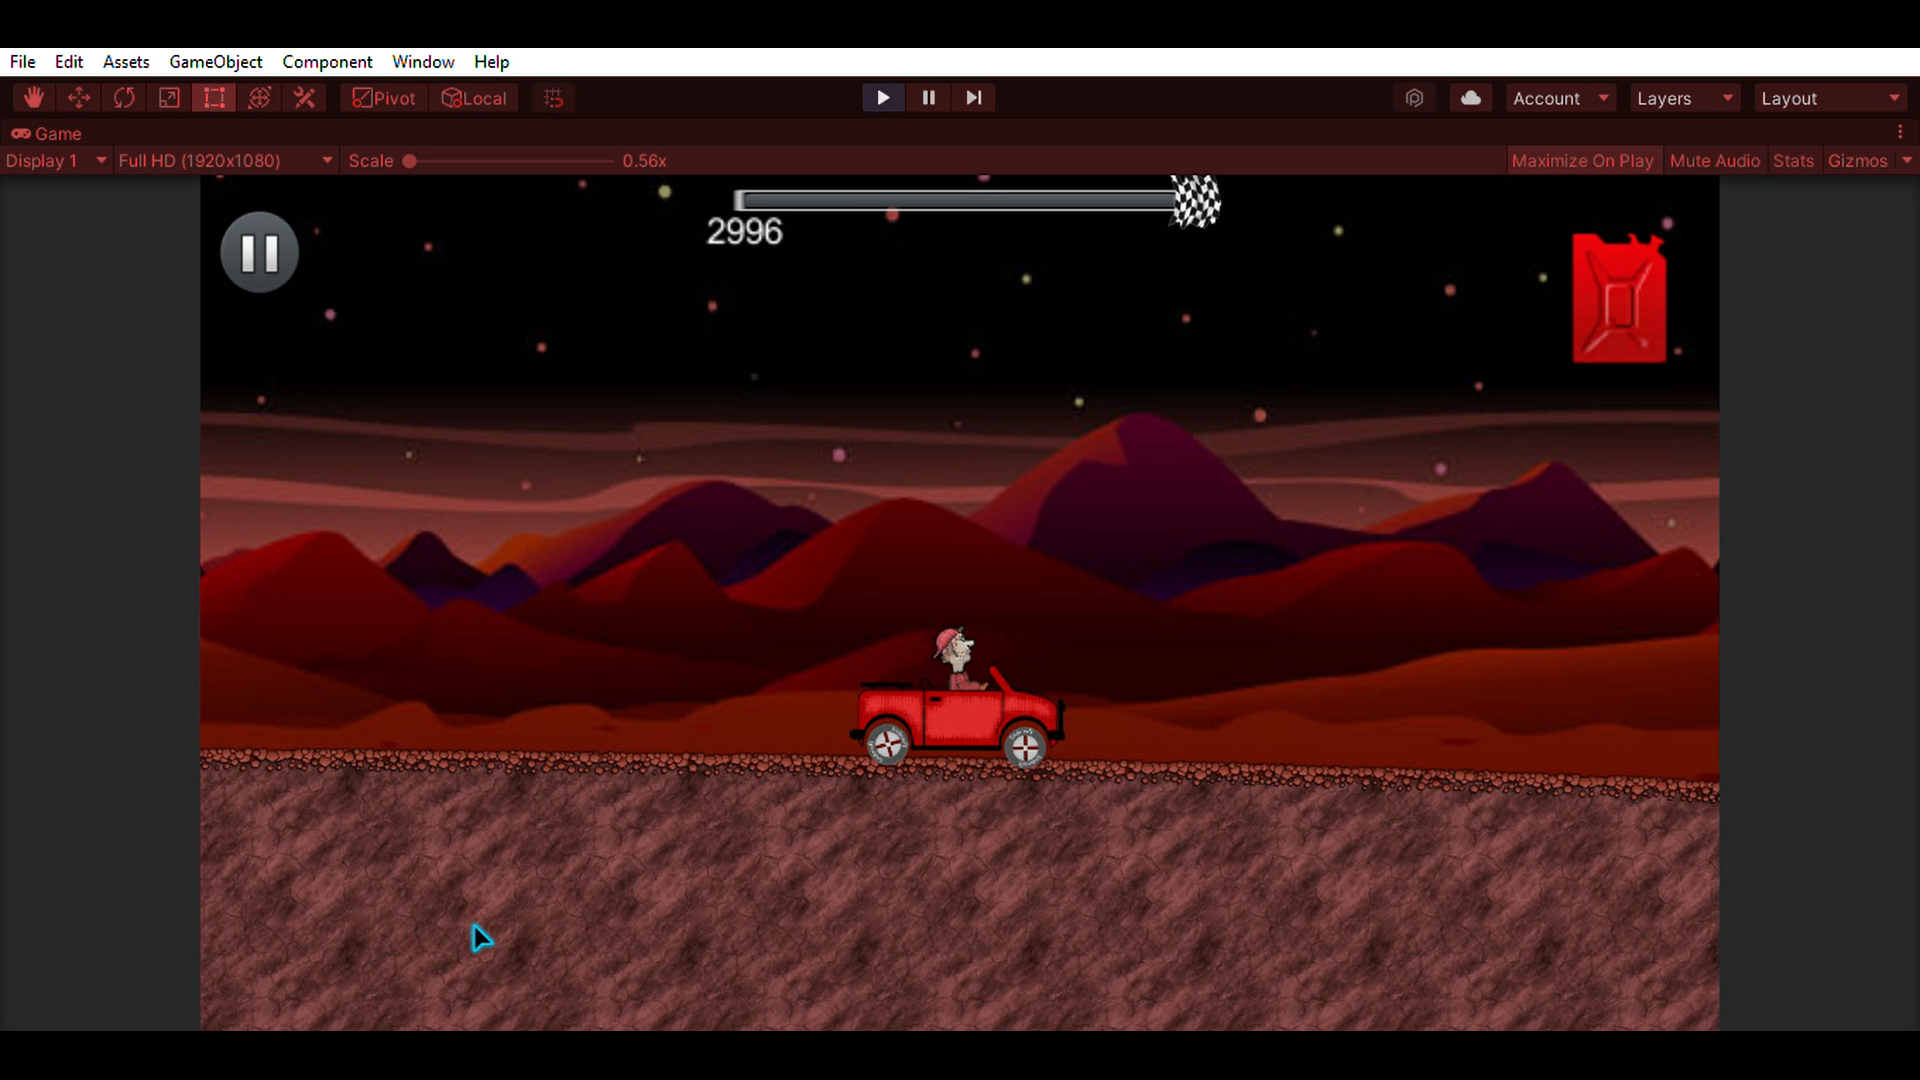 File Edit Assets GameObject Component Window Help
Pivot Local Account Layers Layout
Game
Display 1 Full HD (1920x1080) Scale 0.56x Maximize On Play Mute Audio Stats Gizmos
2996